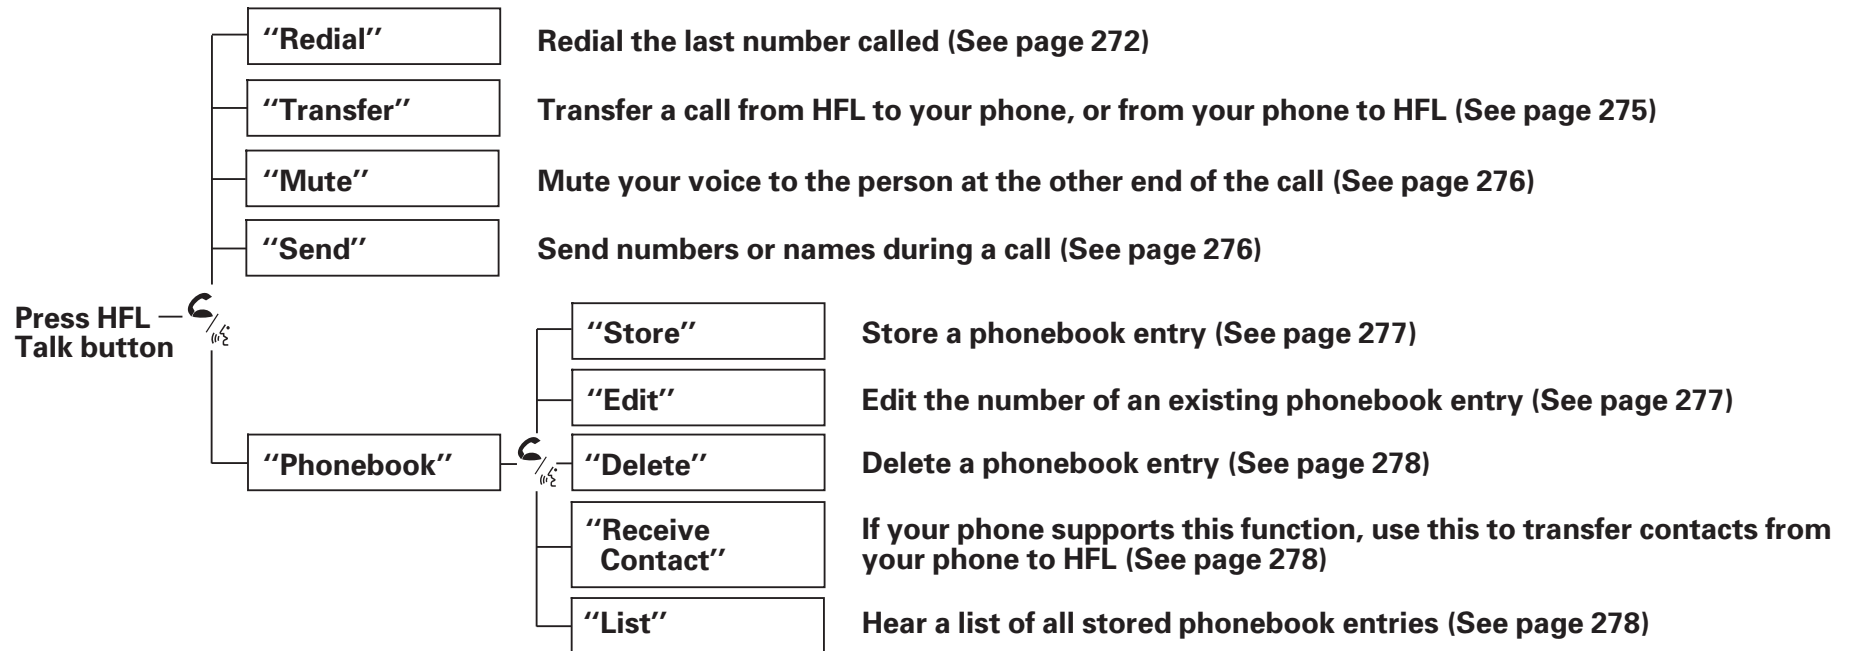 ''Redial''
Redial the last number called (See page 272)
''Transfer''
Transfer a call from HFL to your phone, or from your phone to HFL (See page 275)
''Mute''
Mute your voice to the person at the other end of the call (See page 276)
''Send''
Send numbers or names during a call (See page 276)
Press HFL
Talk button
''Store''
Store a phonebook entry (See page 277)
''Edit''
Edit the number of an existing phonebook entry (See page 277)
''Phonebook''
''Delete''
Delete a phonebook entry (See page 278)
''Receive
Contact''
If your phone supports this function, use this to transfer contacts from
your phone to HFL (See page 278)
''List''
Hear a list of all stored phonebook entries (See page 278)